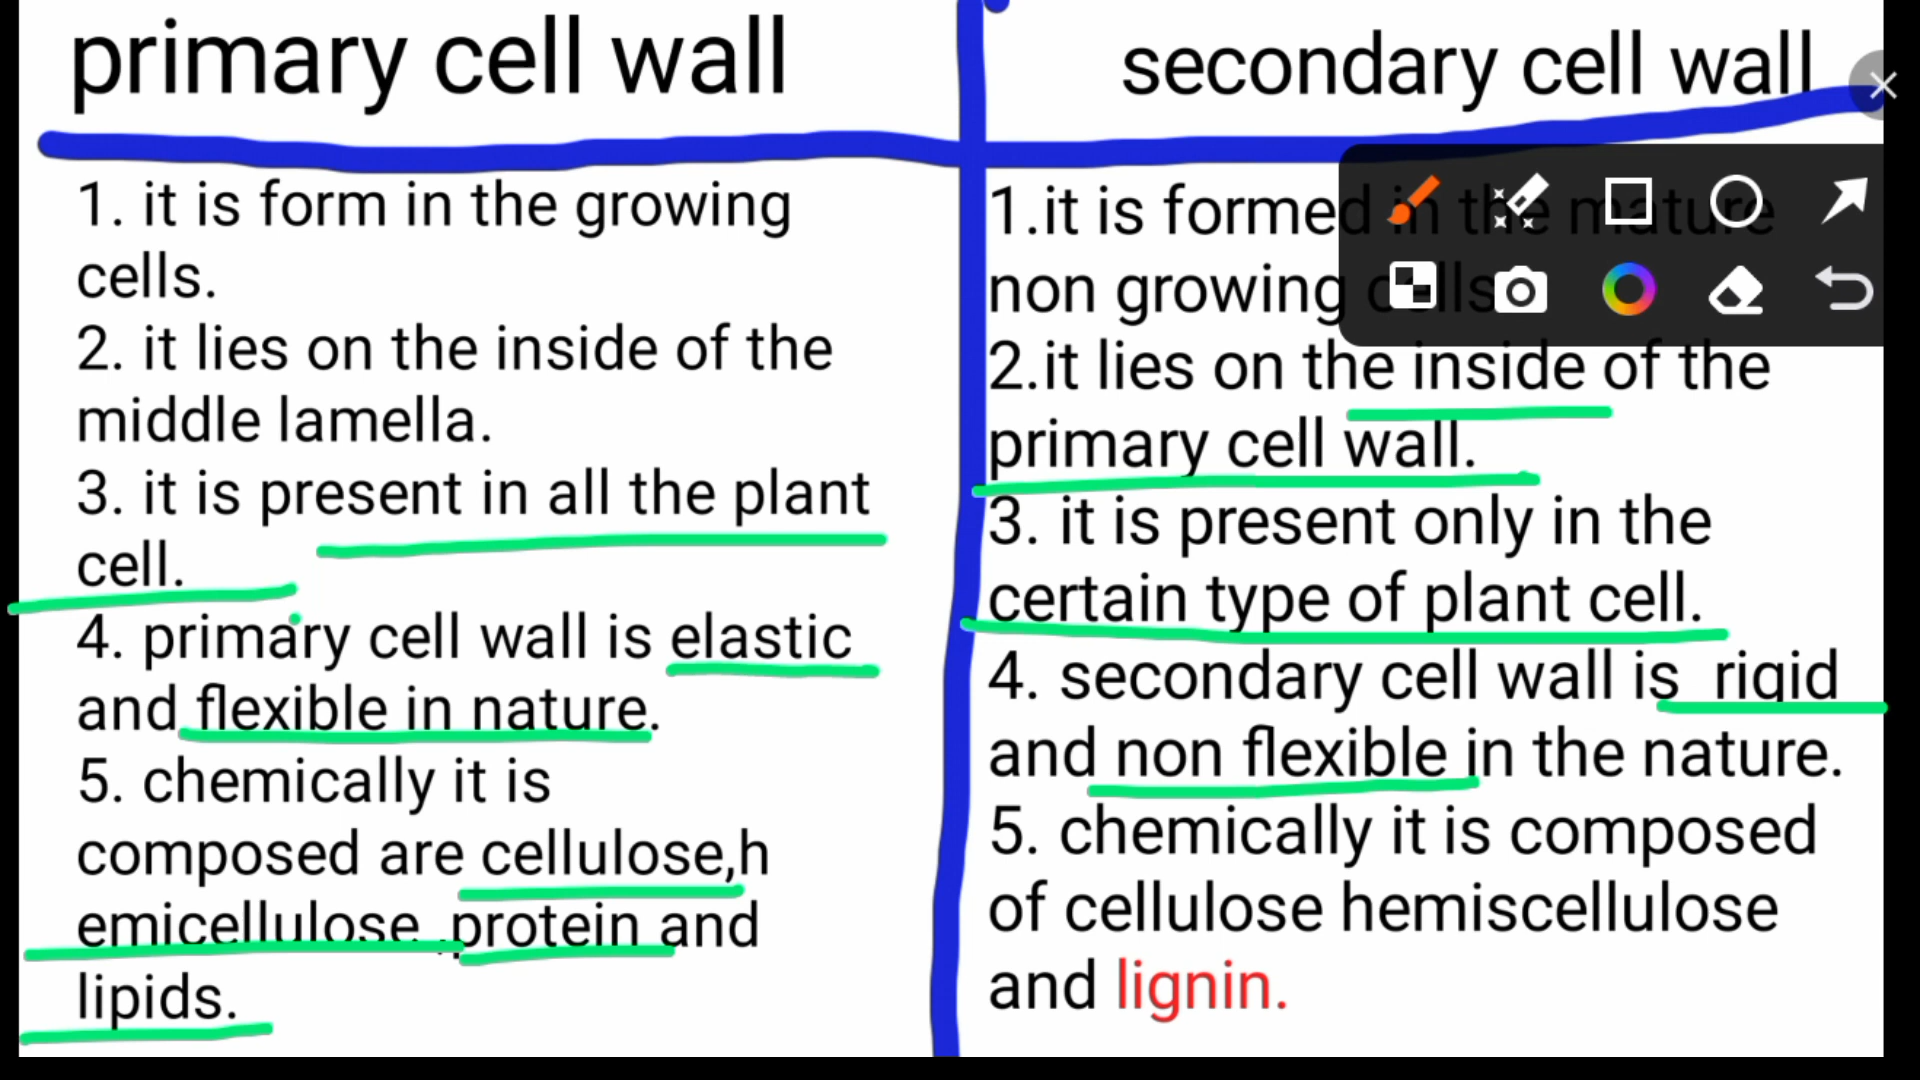 primary cell wall
1. it is form in the growing
cells.
2. it lies on the inside of the
middle lamella.
3. it is present in all the plant
cell.
4. primary cell wall is elastic
and flexible in nature.
5. chemically it is
composed are cellulose,h
emicellulose ,protein and
lipids.
secondary cell wall
1.it is formed in the mature
non growing cells
2.it lies on the inside of the
primary cell wall.
3. it is present only in the
certain type of plant cell.
4. secondary cell wall is rigid
and non flexible in the nature.
5. chemically it is composed
of cellulose hemiscellulose
and lignin.